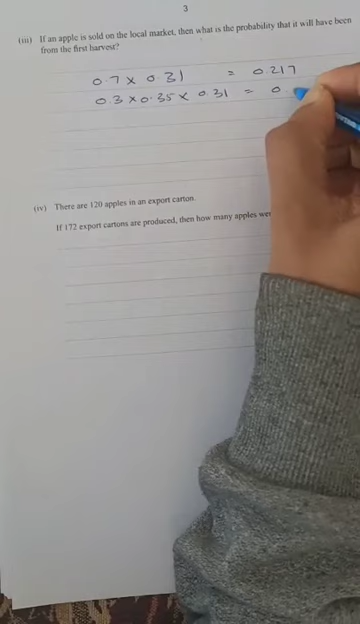 3
(iii) If an apple is sold on the local market, then what is the probability that it will have been
from the first harvest?
0.7 × 0.31 = 0.217
0.3 × 0.35 × 0.31 = 0.
(iv) There are 120 apples in an export carton.
If 172 export cartons are produced, then how many apples